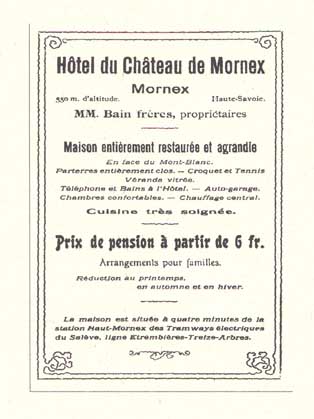 Hôtel du Château de Mornex
Mornex
550 m. d'altitude. Haute-Savoie.
MM. Bain frères, propriétaires
Maison entièrement restaurée et agrandie
En face du Mont-Blanc.
Parterres entièrement clos. — Croquet et Tennis
Véranda vitrée.
Téléphone et Bains à l'Hôtel. — Auto-garage.
Chambres confortables. — Chauffage central.
Cuisine très soignée.
Prix de pension à partir de 6 fr.
Arrangements pour familles.
Réduction au printemps,
en automne et en hiver.
La maison est située à quatre minutes de la
station Haut-Mornex des Tramways électriques
du Salève, ligne Etrembières-Treize-Arbres.